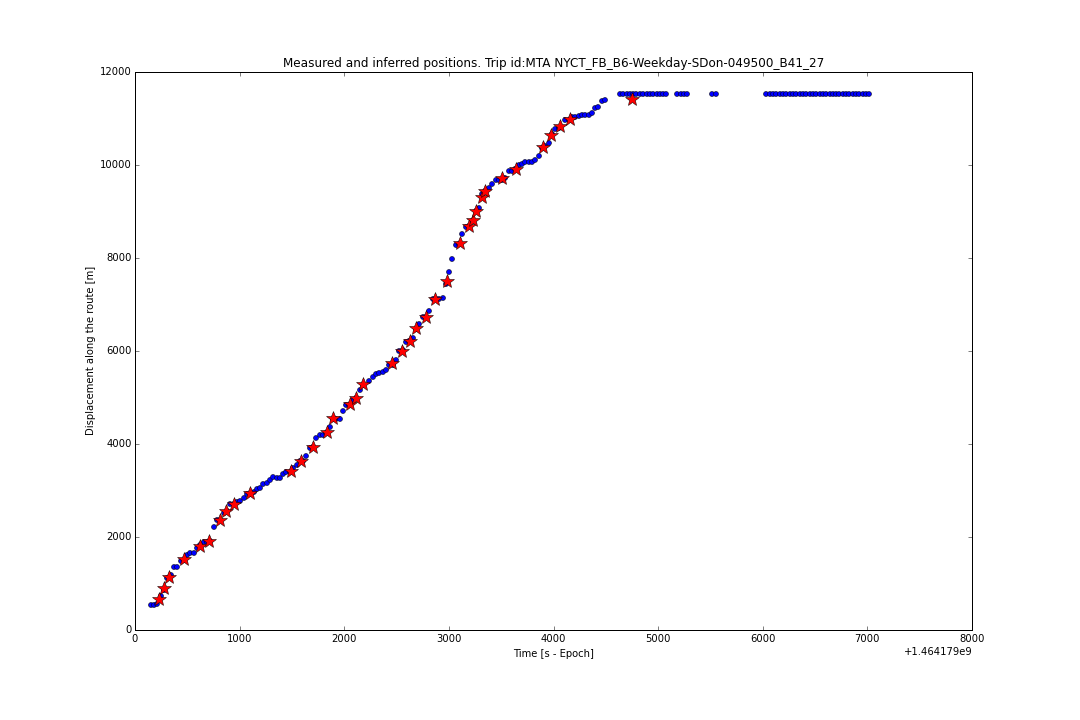 Measured and inferred positions. Trip id:MTA NYCT_FB_B6-Weekday-SDon-049500_B41_27
12000
10000
8000
6000
4000
2000
0
Displacement along the route [m]
0 1000 2000 3000 4000 5000 6000 7000 8000
Time [s - Epoch]
+1.464179e9